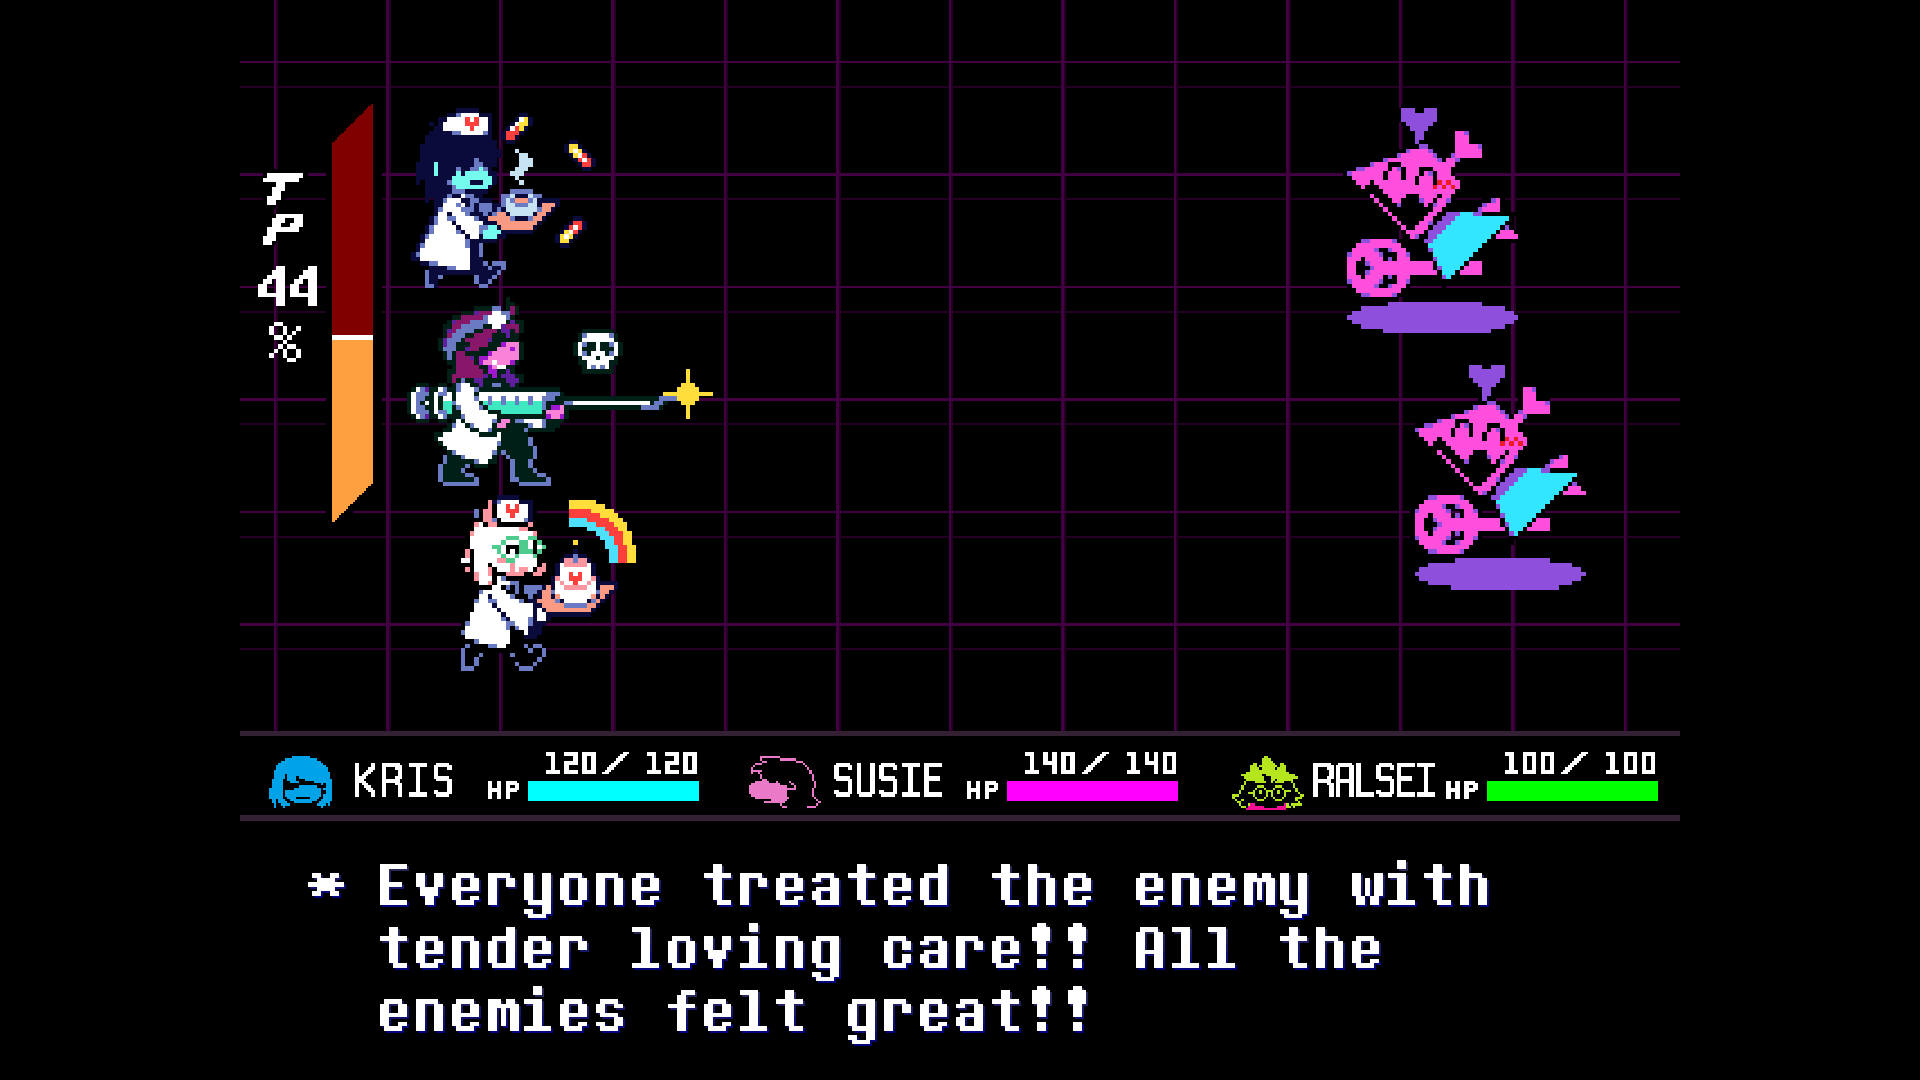 TP
44
%
KRIS HP 120/ 120 SUSIE HP 140/ 140 RALSEI HP 100/ 100
* Everyone treated the enemy with
tender loving care!! All the
enemies felt great!!